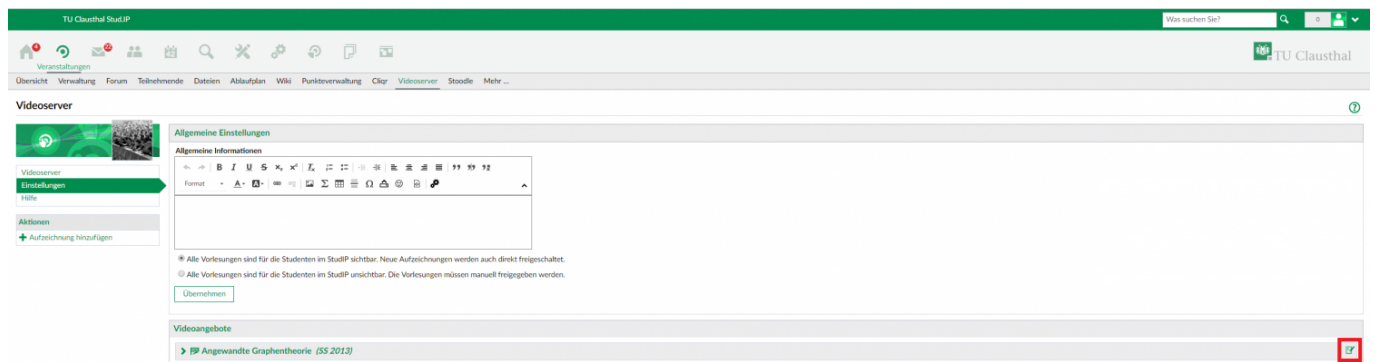 TU Clausthal Stud.IP
Was suchen Sie?
0
4
22
Veranstaltungen
TU Clausthal
Übersicht Verwaltung Forum Teilnehmende Dateien Ablaufplan Wiki Punkteverwaltung Cliqr Videoserver Stoodle Mehr ...
Videoserver
Videoserver
Einstellungen
Hilfe
Aktionen
Aufzeichnung hinzufügen
Allgemeine Einstellungen
Allgemeine Informationen
Format
Alle Vorlesungen sind für die Studenten im StudIP sichtbar. Neue Aufzeichnungen werden auch direkt freigeschaltet.
Alle Vorlesungen sind für die Studenten im StudIP unsichtbar. Die Vorlesungen müssen manuell freigegeben werden.
Übernehmen
Videoangebote
Angewandte Graphentheorie (SS 2013)